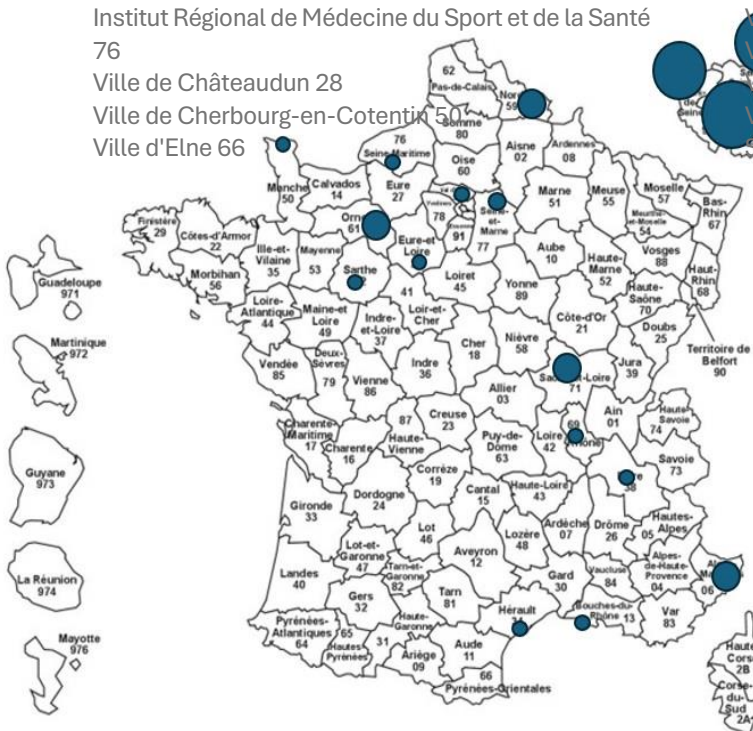 Institut Régional de Médecine du Sport et de la Santé
76
Ville de Châteaudun 28
Ville de Cherbourg-en-Cotentin 50
Ville d'Elne 66
62
Pas-de-Calais
59
Somme
80
76
Seine-Maritime
Oise
60
Aisne
02
Ardennes
08
Manche
50
Calvados
14
Eure
27
Orne
61
78
91
Seine-
et-
Marne
77
Marne
51
Meuse
55
Moselle
57
Meurthe-
et-Moselle
54
Bas-
Rhin
67
Finistère
29
Côtes-d'Armor
22
Morbihan
56
Ille-et-
Vilaine
35
Mayenne
53
Sarthe
Eure-et
Loire
Loiret
45
Aube
10
Haute-
Marne
52
Vosges
88
Haut-
Rhin
68
Haute-
Saône
70
Yonne
89
Côte-d'Or
21
Doubs
25
Territoire de
Belfort
90
Loire-
Atlantique
44
Maine-et
Loire
49
Indre-
et-Loire
37
41
Loir-et
Cher
Cher
18
Nièvre
58
71
Jura
39
Vendée
85
Deux-
Sèvres
79
Vienne
86
Indre
36
Allier
03
Ain
01
Haute-
Savoie
74
Charente-
Maritime
17
Charente
16
87
Haute-
Vienne
Creuse
23
Puy-de-
Dôme
63
Loire
42
69
Savoie
73
38
Corrèze
19
Cantal
15
Haute-Loire
43
Gironde
33
Dordogne
24
Lot
46
Lozère
48
Ardèche
07
Drôme
26
Hautes-
Alpes
05
Landes
40
Lot-et-
Garonne
47
Tarn-et
Garonne
82
Aveyron
12
Gard
30
Vaucluse
84
Alpes-
de-Haute-
Provence
04
06
Gers
32
Tarn
81
Hérault
Bouches-du-
Rhône 13
Var
83
Pyrénées-
Atlantiques
64
65
Hautes
Pyrénées
31
Haute-
Garonne
Ariège
09
Aude
11
66
Pyrénées-Orientales
Haute
Corse
2B
Corse-
du-
Sud
2A
Guadeloupe
971
Martinique
972
Guyane
973
La Réunion
974
Mayotte
976